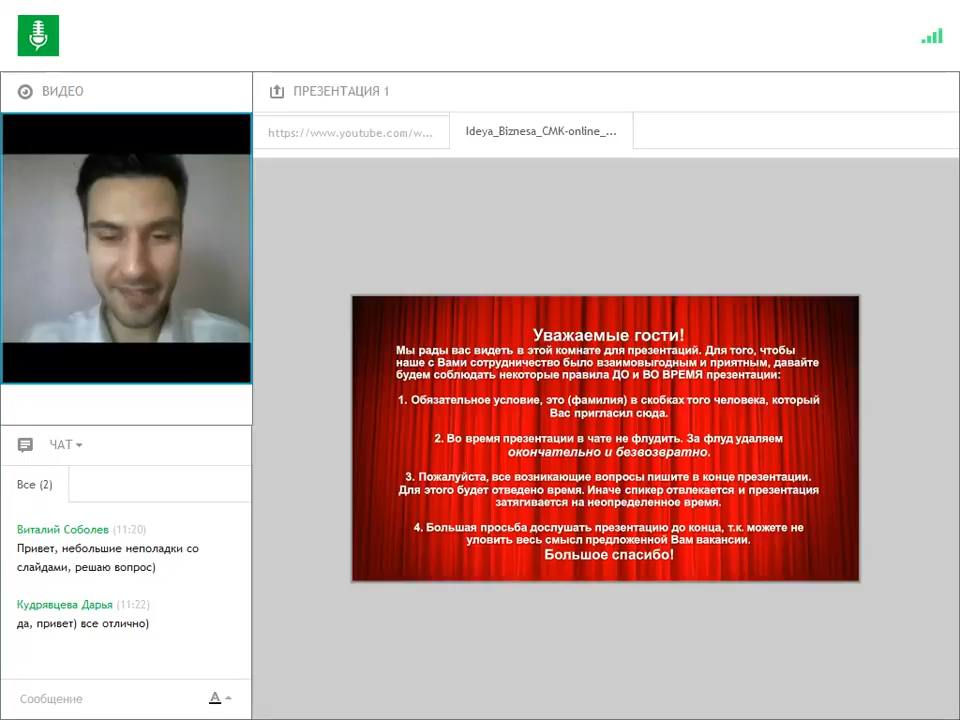 ВИДЕО
ПРЕЗЕНТАЦИЯ 1
https://www.youtube.com/w...
Ideya_Biznesa_CMK-online_...
Уважаемые гости!
Мы рады вас видеть в этой комнате для презентаций. Для того, чтобы
наше с Вами сотрудничество было взаимовыгодным и приятным, давайте
будем соблюдать некоторые правила ДО и ВО ВРЕМЯ презентации:
1. Обязательное условие, это (фамилия) в скобках того человека, который
Вас пригласил сюда.
2. Во время презентации в чате не флудить. За флуд удаляем
окончательно и безвозвратно.
3. Пожалуйста, все возникающие вопросы пишите в конце презентации.
Для этого будет отведено время. Иначе спикер отвлекается и презентация
затягивается на неопределенное время.
4. Большая просьба дослушать презентацию до конца, т.к. можете не
уловить весь смысл предложенной Вам вакансии.
Большое спасибо!
ЧАТ
Все (2)
Виталий Соболев (11:20)
Привет, небольшие неполадки со
слайдами, решаю вопрос)
Кудрявцева Дарья (11:22)
да, привет) все отлично)
Сообщение
A